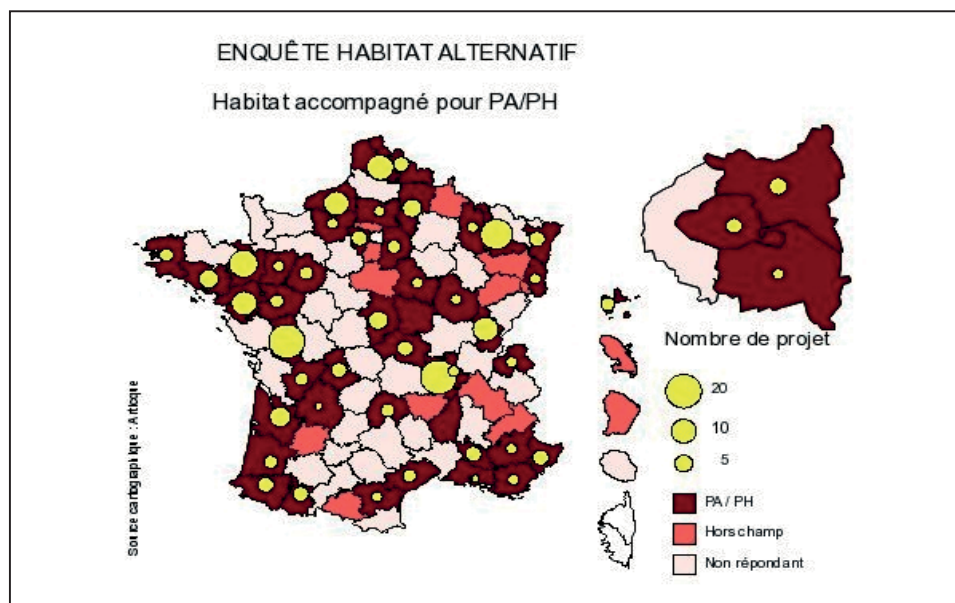 ENQUÊTE HABITAT ALTERNATIF
Habitat accompagné pour PA/PH
Nombre de projet
20
10
5
PA / PH
Hors champ
Non répondant
Source cartographique : Articque